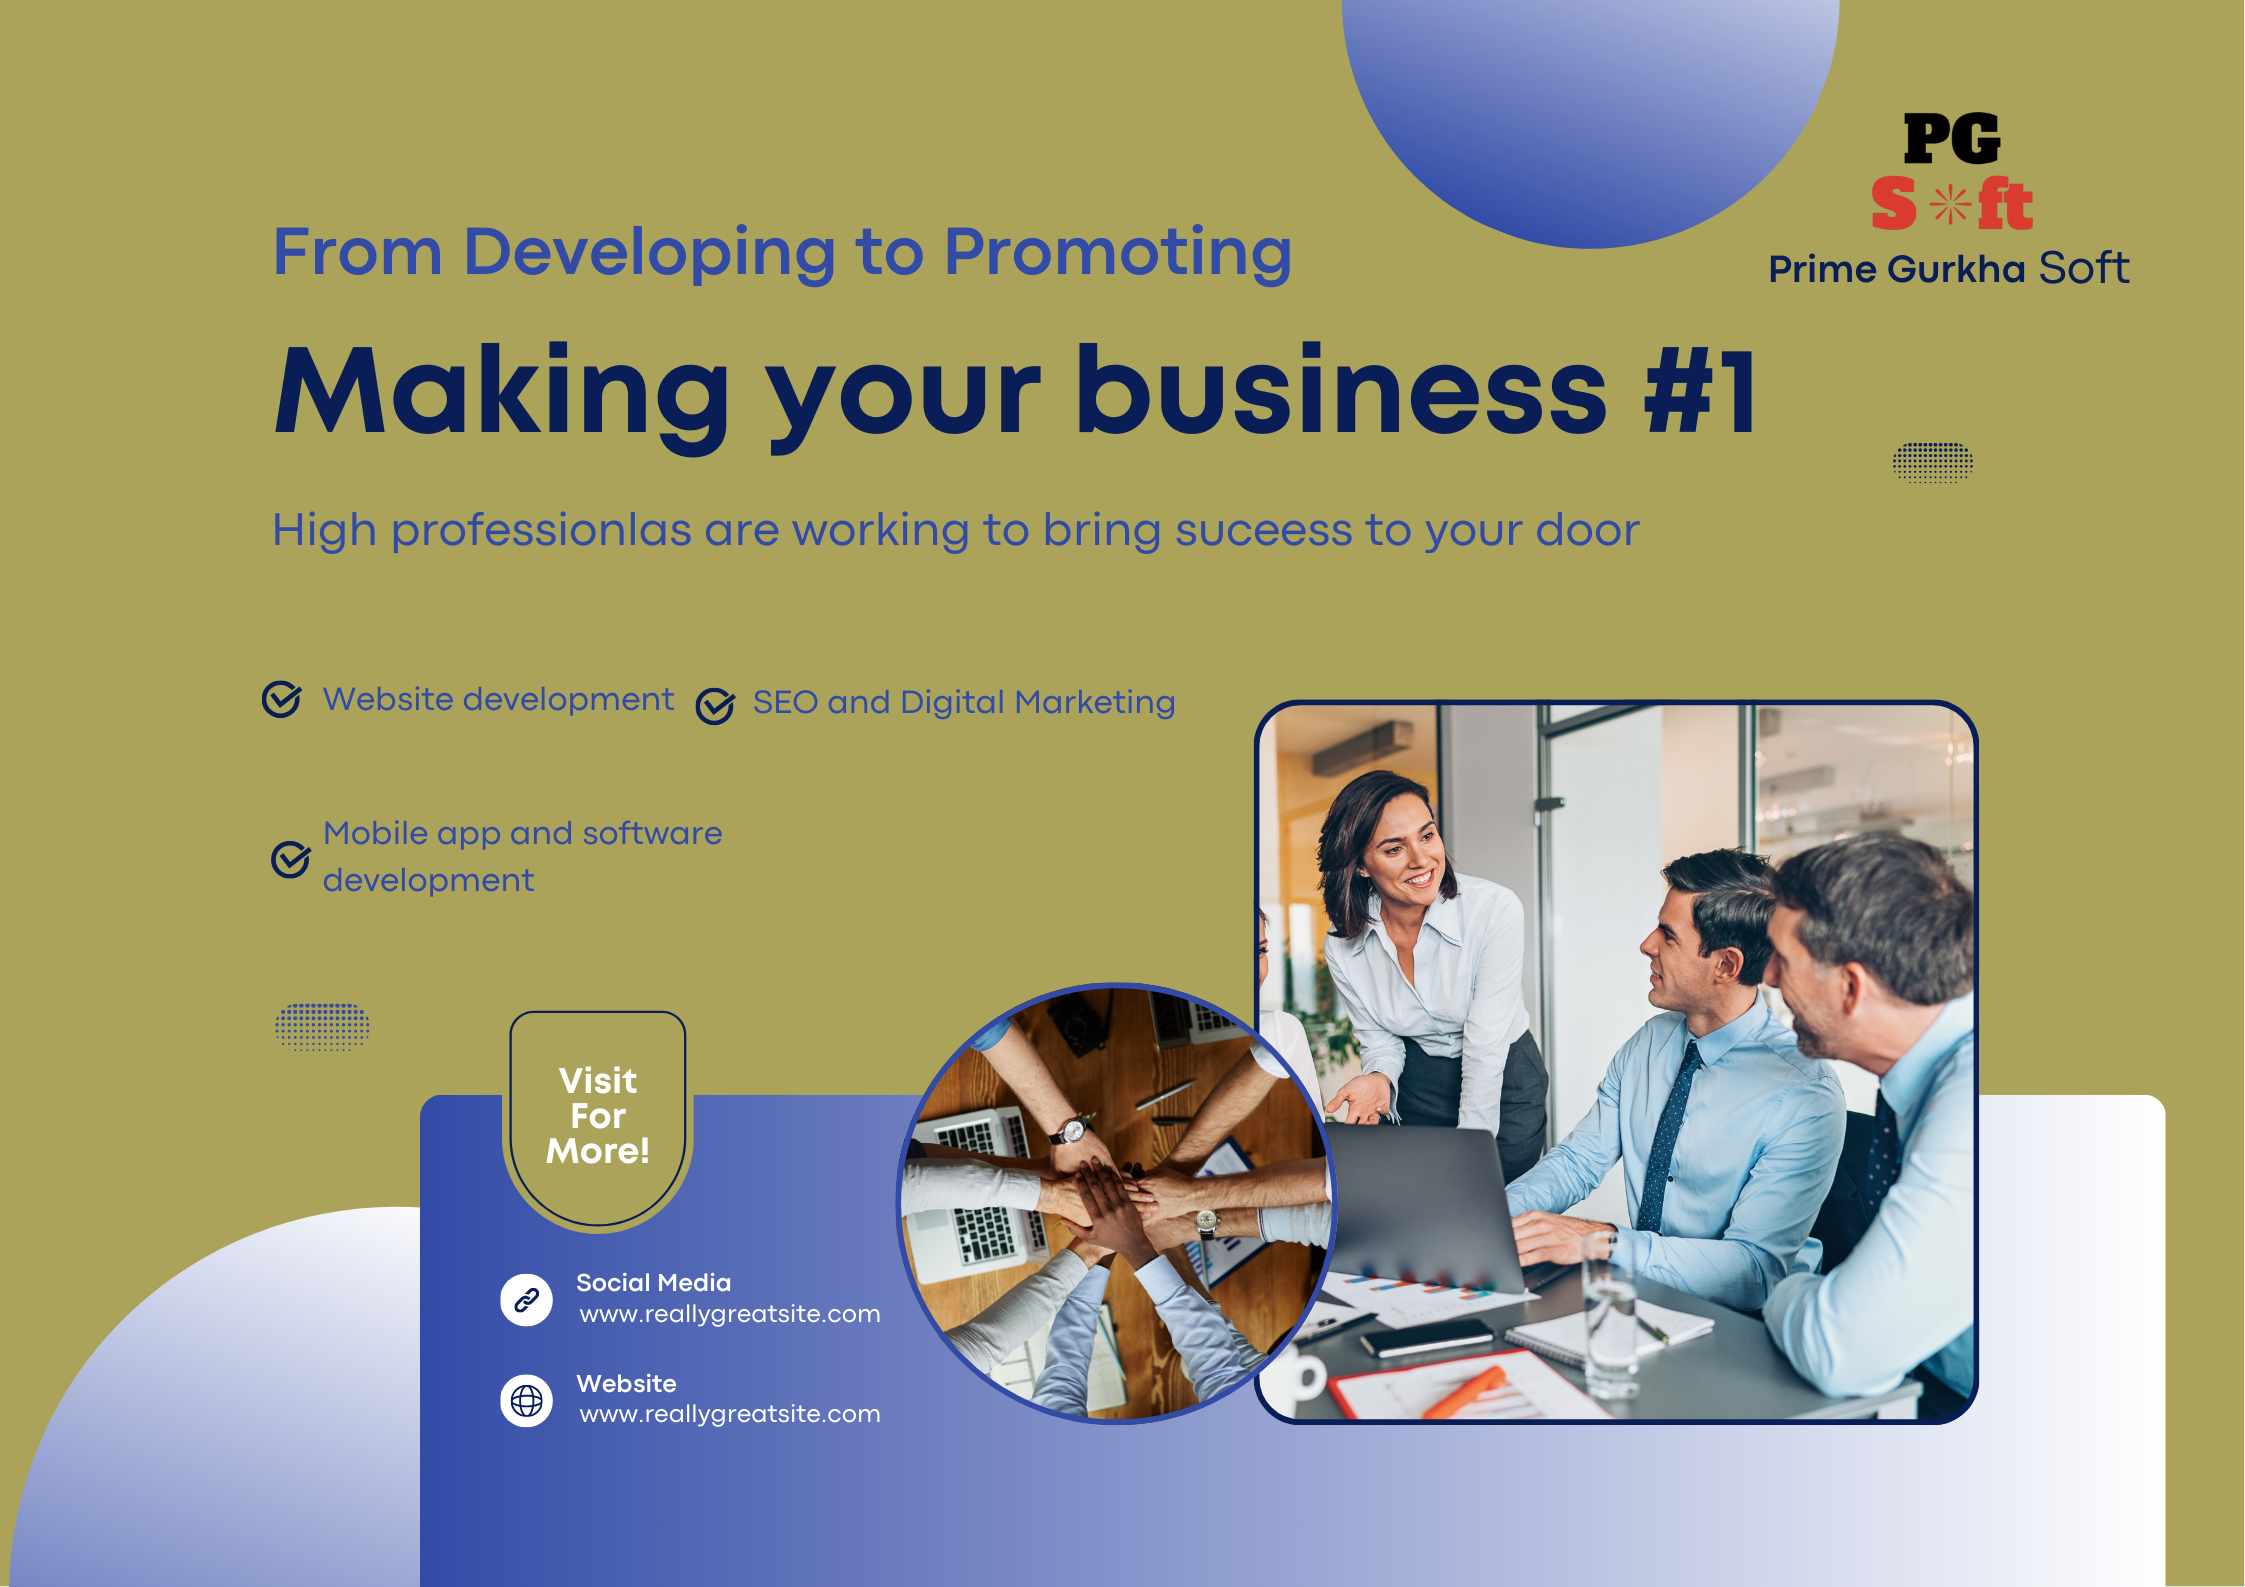 PG
S ft
Prime Gurkha Soft
From Developing to Promoting
Making your business #1
High professionlas are working to bring suceess to your door
Website development
SEO and Digital Marketing
Mobile app and software
development
Visit
For
More!
Social Media
www.reallygreatsite.com
Website
www.reallygreatsite.com